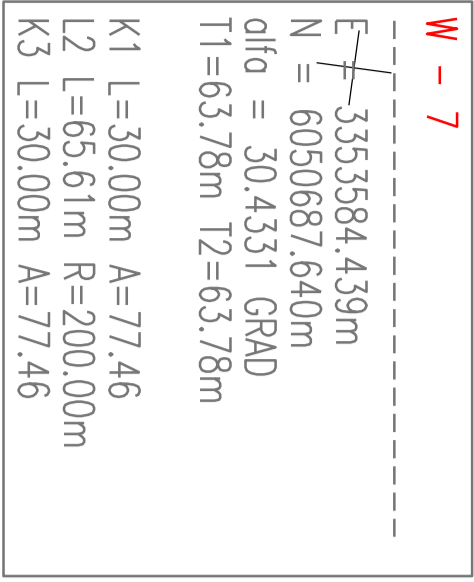 W - 7
E = 3353584.439m
N = 6050687.640m
alfa = 30.4331 GRAD
T1=63.78m T2=63.78m
K1 L=30.00m A=77.46
L2 L=65.61m R=200.00m
K3 L=30.00m A=77.46